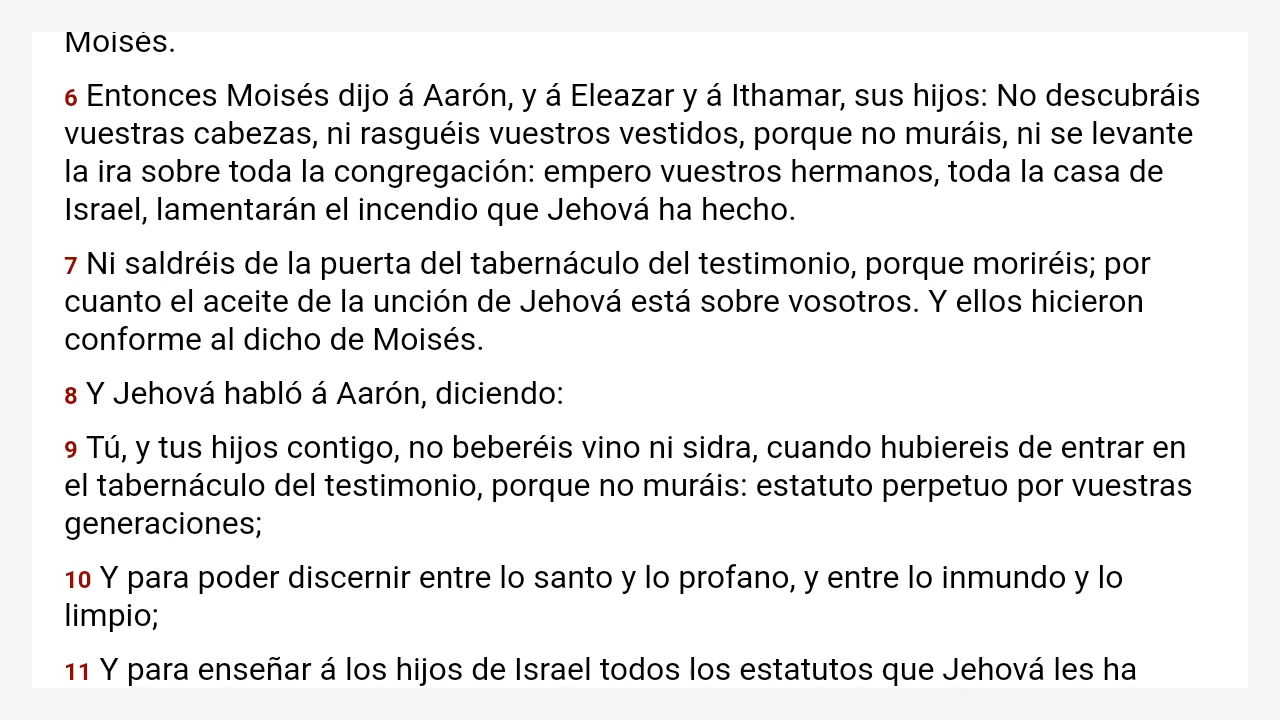 Moisés.
6 Entonces Moisés dijo á Aarón, y á Eleazar y á Ithamar, sus hijos: No descubráis
vuestras cabezas, ni rasguéis vuestros vestidos, porque no muráis, ni se levante
la ira sobre toda la congregación: empero vuestros hermanos, toda la casa de
Israel, lamentarán el incendio que Jehová ha hecho.
7 Ni saldréis de la puerta del tabernáculo del testimonio, porque moriréis; por
cuanto el aceite de la unción de Jehová está sobre vosotros. Y ellos hicieron
conforme al dicho de Moisés.
8 Y Jehová habló á Aarón, diciendo:
9 Tú, y tus hijos contigo, no beberéis vino ni sidra, cuando hubiereis de entrar en
el tabernáculo del testimonio, porque no muráis: estatuto perpetuo por vuestras
generaciones;
10 Y para poder discernir entre lo santo y lo profano, y entre lo inmundo y lo
limpio;
11 Y para enseñar á los hijos de Israel todos los estatutos que Jehová les ha